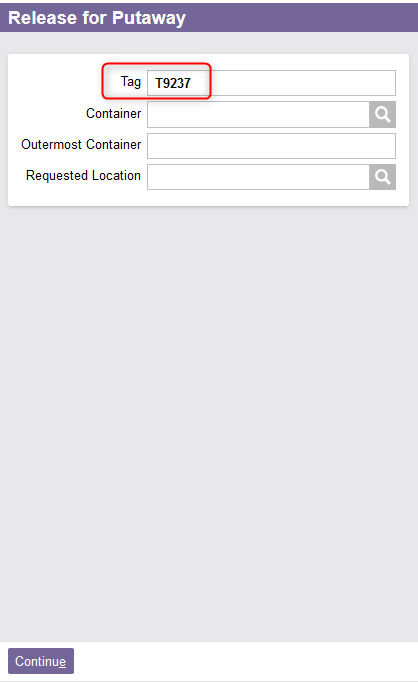 Release for Putaway
Tag T9237
Container
Outermost Container
Requested Location
Continue